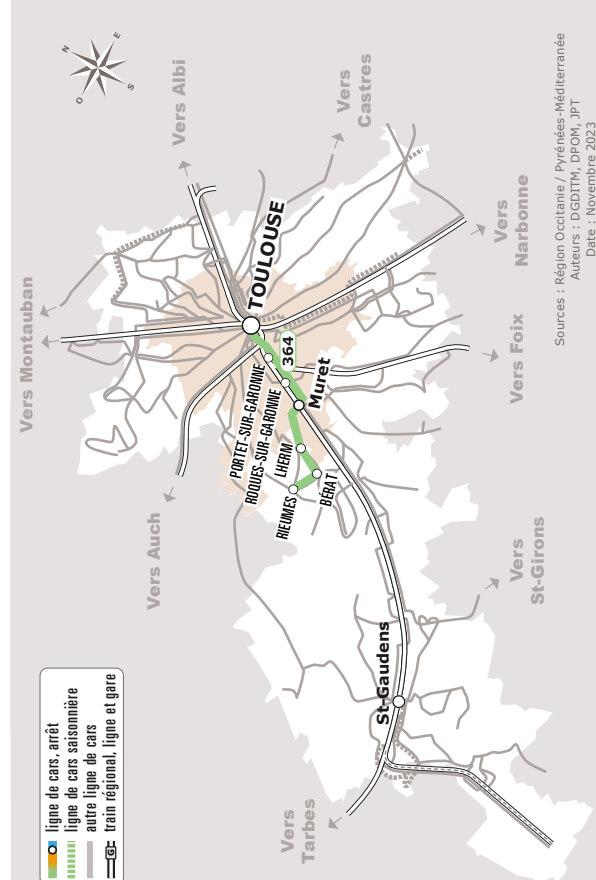 N
E
S
O
Vers Albi
Vers
Castres
Vers Montauban
TOULOUSE
Vers
Narbonne
364
PORTET-SUR-GARONNE
ROQUES-SUR-GARONNE
Muret
LHERM
BÉRAT
RIEUMES
Vers Foix
Vers Auch
Vers
St-Girons
St-Gaudens
Vers
Tarbes
ligne de cars, arrêt
ligne de cars saisonnière
autre ligne de cars
G train régional, ligne et gare
Sources : Région Occitanie / Pyrénées-Méditerranée
Auteurs : DGDITM, DPOM, JPT
Date : Novembre 2023